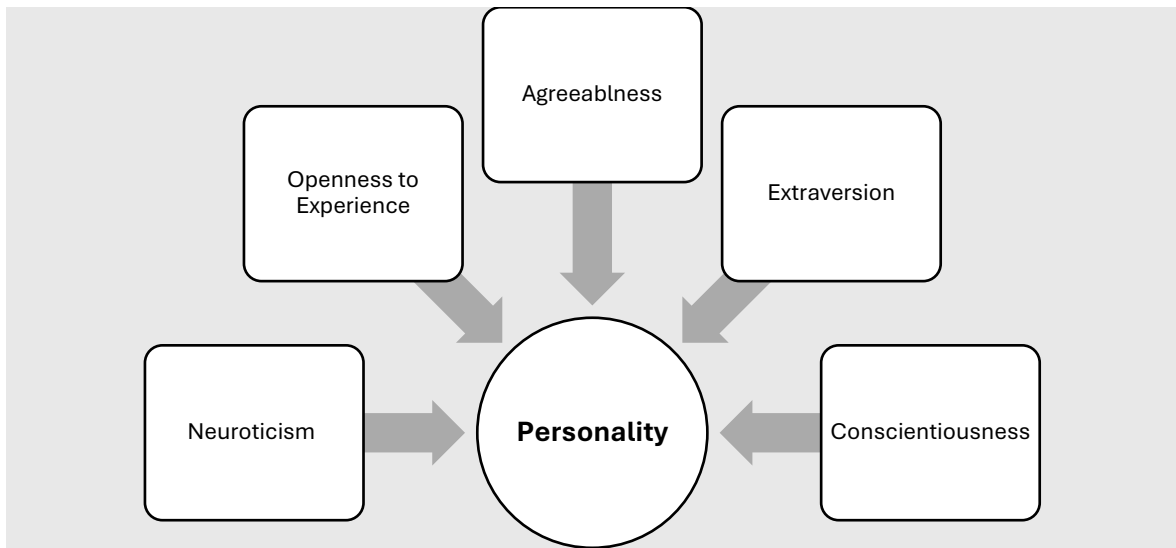 Agreeablness
Openness to
Experience
Extraversion
Neuroticism
Personality
Conscientiousness